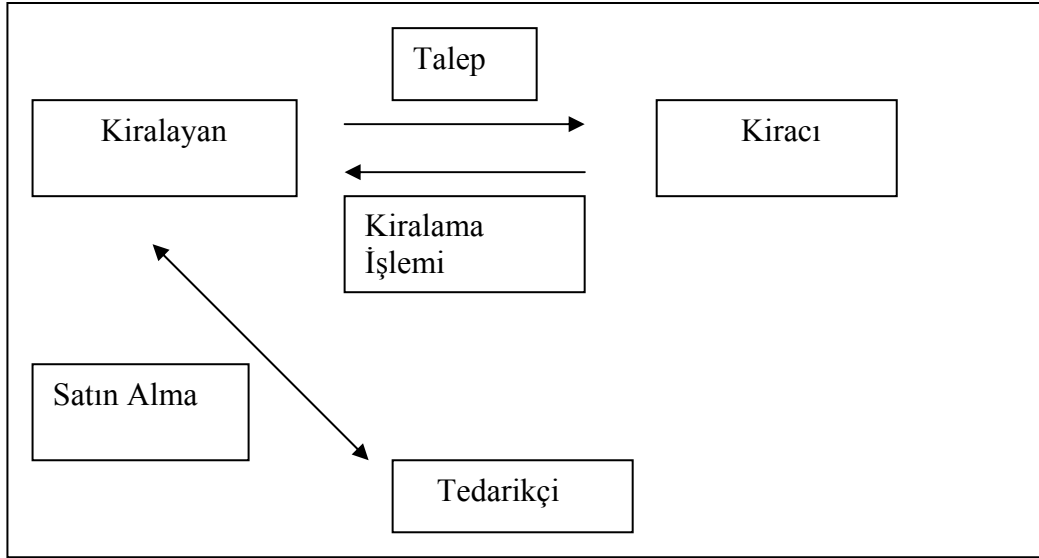 Talep
Kiralayan
Kiracı
Kiralama
İşlemi
Satın Alma
Tedarikçi